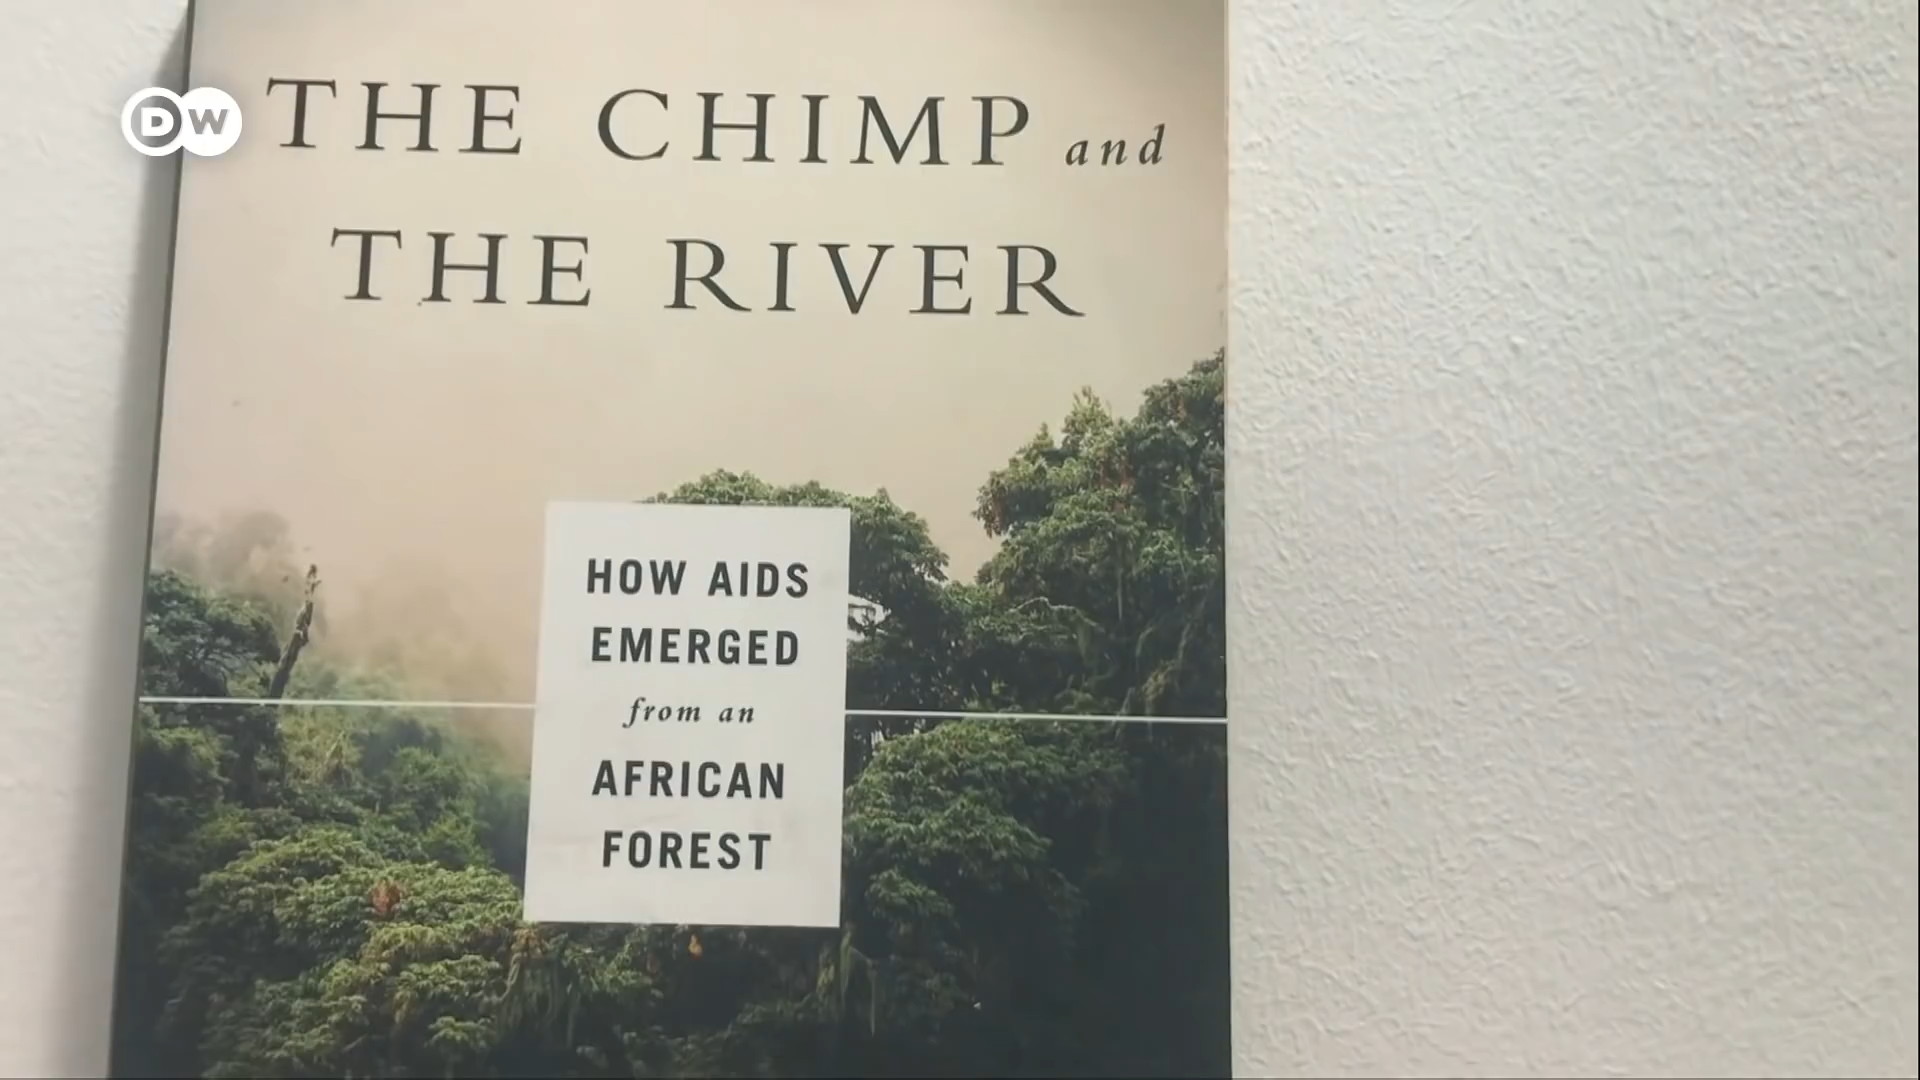 DW
THE CHIMP and
THE RIVER
HOW AIDS
EMERGED
from an
AFRICAN
FOREST